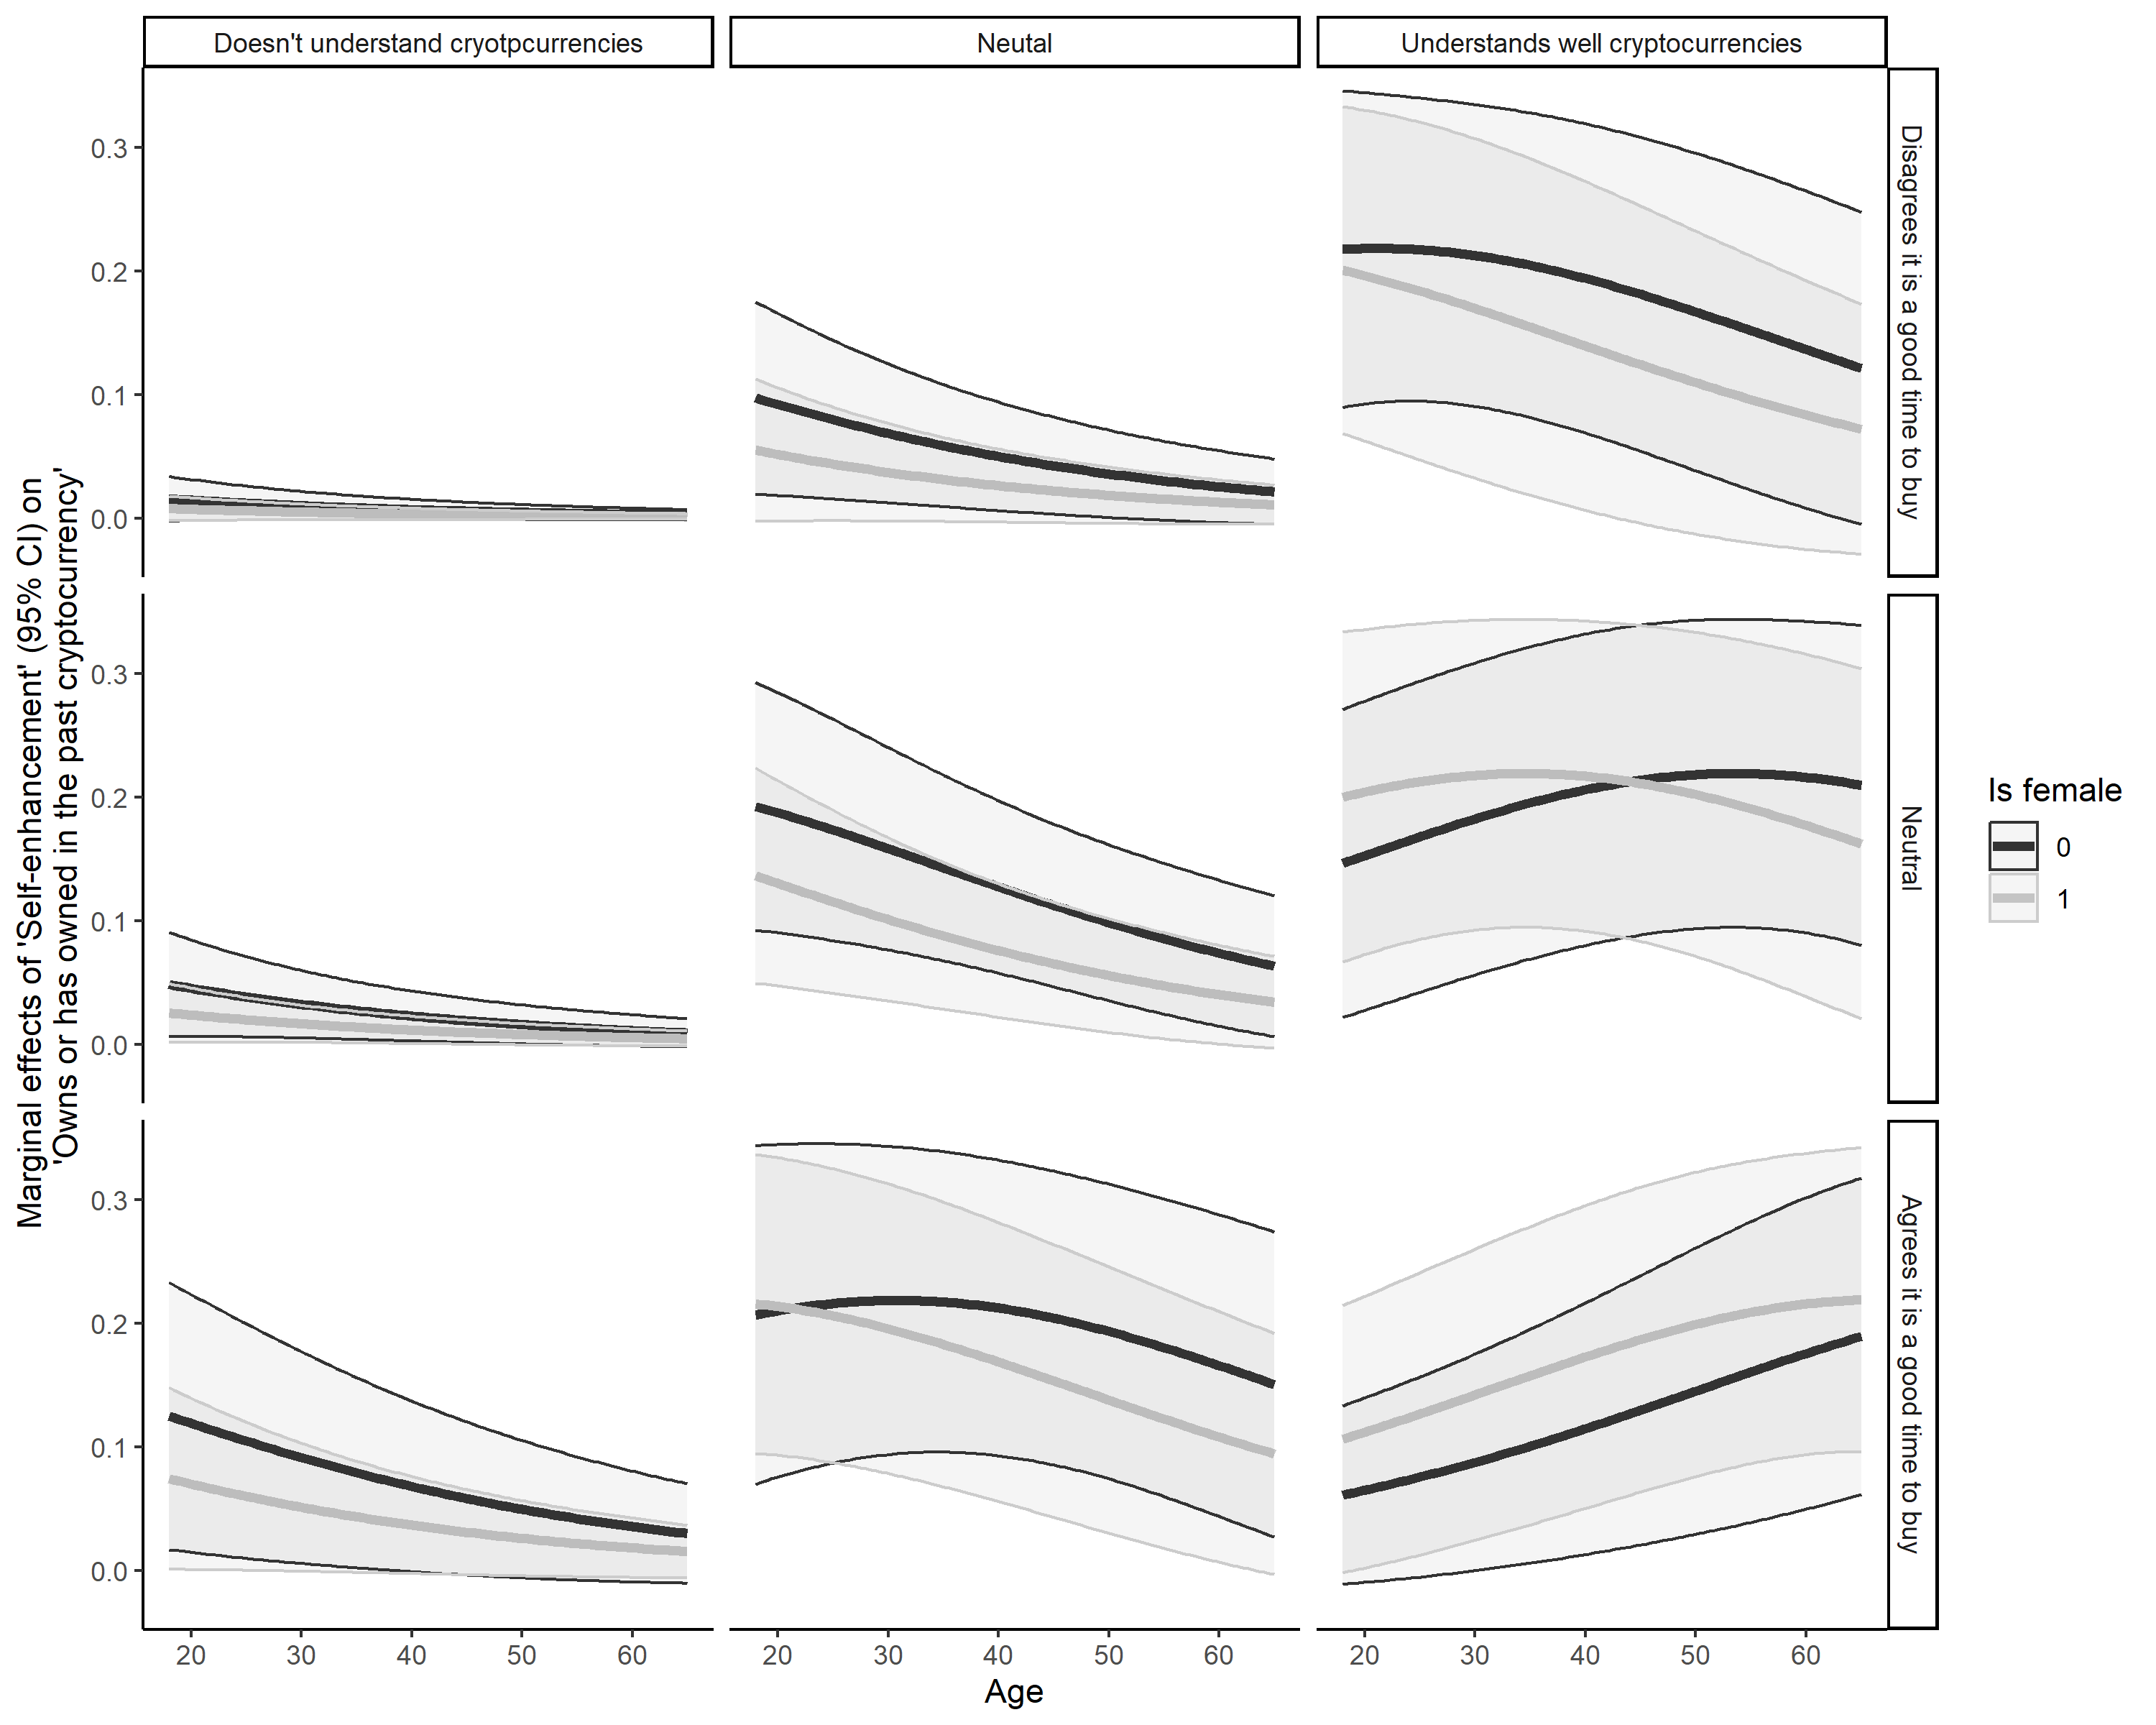 Doesn't understand cryotpcurrencies
Neutal
Understands well cryptocurrencies
Marginal effects of 'Self-enhancement' (95% CI) on
'Owns or has owned in the past cryptocurrency'
0.3
0.2
0.1
0.0
Disagrees it is a good time to buy
0.3
0.2
0.1
0.0
Neutral
0.3
0.2
0.1
0.0
Agrees it is a good time to buy
20 30 40 50 60
20 30 40 50 60
20 30 40 50 60
Age
Is female
0
1